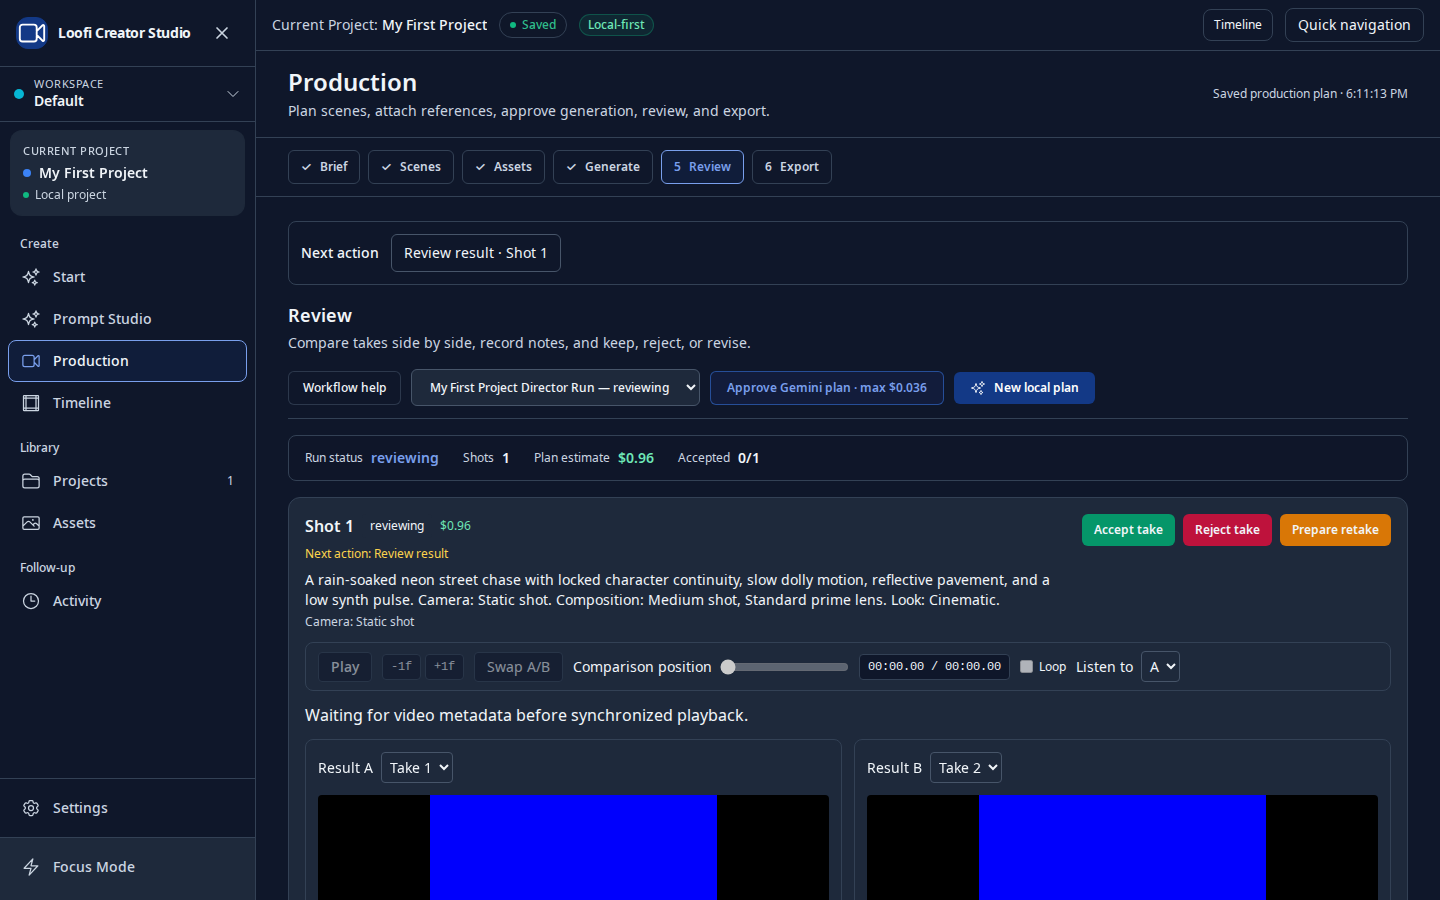 Loofi Creator Studio
WORKSPACE
Default
CURRENT PROJECT
My First Project
Local project
Create
Start
Prompt Studio
Production
Timeline
Library
Projects 1
Assets
Follow-up
Activity
Settings
Focus Mode
Current Project: My First Project Saved Local-first Timeline Quick navigation
Production
Plan scenes, attach references, approve generation, review, and export.
Saved production plan · 6:11:13 PM
Brief Scenes Assets Generate 5 Review 6 Export
Next action Review result · Shot 1
Review
Compare takes side by side, record notes, and keep, reject, or revise.
Workflow help My First Project Director Run — reviewing Approve Gemini plan · max $0.036 New local plan
Run status reviewing Shots 1 Plan estimate $0.96 Accepted 0/1
Shot 1 reviewing $0.96 Accept take Reject take Prepare retake
Next action: Review result
A rain-soaked neon street chase with locked character continuity, slow dolly motion, reflective pavement, and a
low synth pulse. Camera: Static shot. Composition: Medium shot, Standard prime lens. Look: Cinematic.
Camera: Static shot
Play -1f +1f Swap A/B Comparison position 00:00.00 / 00:00.00 Loop Listen to A
Waiting for video metadata before synchronized playback.
Result A Take 1 Result B Take 2